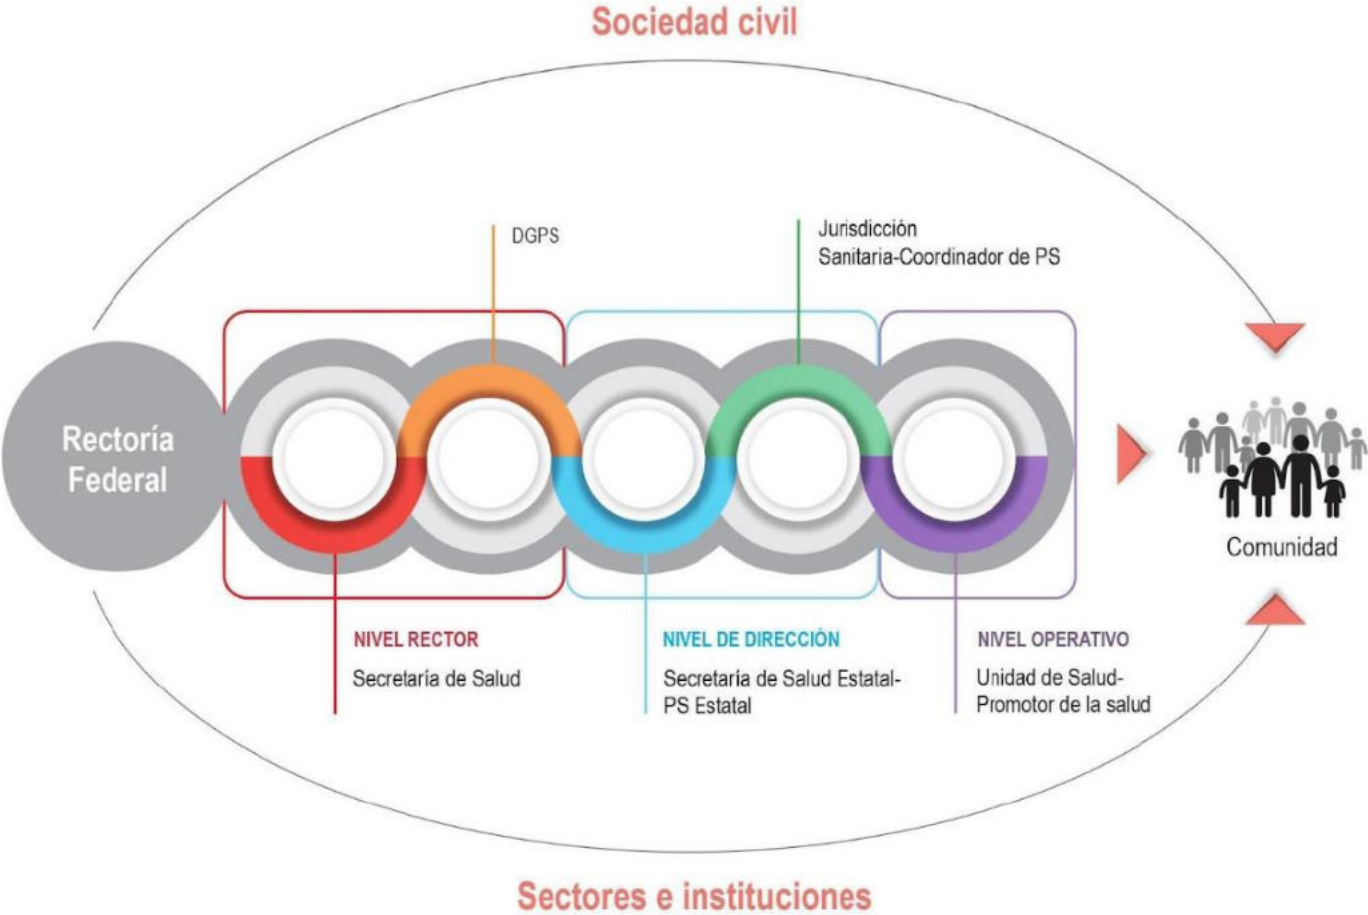 Sociedad civil
DGPS
Jurisdicción
Sanitaria-Coordinador de PS
Rectoría
Federal
Comunidad
NIVEL RECTOR
Secretaría de Salud
NIVEL DE DIRECCIÓN
Secretaría de Salud Estatal-
PS Estatal
NIVEL OPERATIVO
Unidad de Salud-
Promotor de la salud
Sectores e instituciones